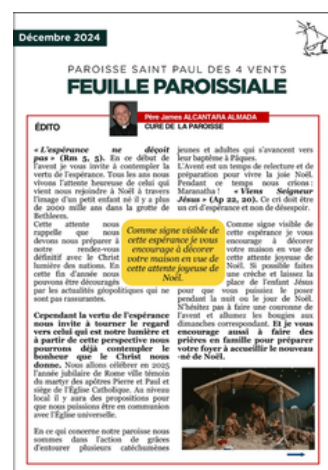 Décembre 2024
PAROISSE SAINT PAUL DES 4 VENTS
FEUILLE PAROISSIALE
ÉDITO
Père James ALCANTARA ALMADA
CURE DE LA PAROISSE
« L'espérance ne déçoit
pas » (Rm 5, 5). En ce début de
l'avent je vous invite à contempler la
vertu de l'espérance. Tous les ans nous
vivons l'attente heureuse de celui qui
vient nous rejoindre à Noël à travers
l'image d'un petit enfant né il y a plus
de 2000 mille ans dans la grotte de
Bethleem.
Cette attente nous
rappelle que nous
devons nous préparer à
notre rendez-vous
définitif avec le Christ
lumière des nations. En
cette fin d'année nous
pouvons être découragés
par les actualités géopolitiques qui ne
sont pas rassurantes.
Cependant la vertu de l'espérance
nous invite à tourner le regard
vers celui qui est notre lumière et
à partir de cette perspective nous
pourrons déjà contempler le
bonheur que le Christ nous
donne. Nous allons célébrer en 2025
l'année jubilaire de Rome ville témoin
du martyr des apôtres Pierre et Paul et
siège de l'Église Catholique. Au niveau
local il y aura des propositions pour
que nous puissions être en communion
avec l'Église universelle.
En ce qui concerne notre paroisse nous
sommes dans l'action de grâces
d'entourer plusieurs catéchumènes
Comme signe visible de
cette espérance je vous
encourage à décorer
votre maison en vue de
cette attente joyeuse de
Noël.
jeunes et adultes qui s'avancent vers
leur baptême à Pâques.
L'Avent est un temps de relecture et de
préparation pour vivre la joie Noël.
Pendant ce temps nous crions :
Maranatha ! « Viens Seigneur
Jésus » (Ap 22, 20). Ce cri doit être
un cri d'espérance et non de désespoir.
Comme signe visible de
cette espérance je vous
encourage à décorer
votre maison en vue de
cette attente joyeuse de
Noël. Si possible faites
une crèche et laissez la
place de l'enfant Jésus
pour que vous puissiez le poser
pendant la nuit ou le jour de Noël.
N'hésitez pas à faire une couronne de
l'avent et allumez les bougies aux
dimanches correspondant. Et je vous
encourage aussi à faire des
prières en famille pour préparer
votre foyer à accueillir le nouveau
-né de Noël.